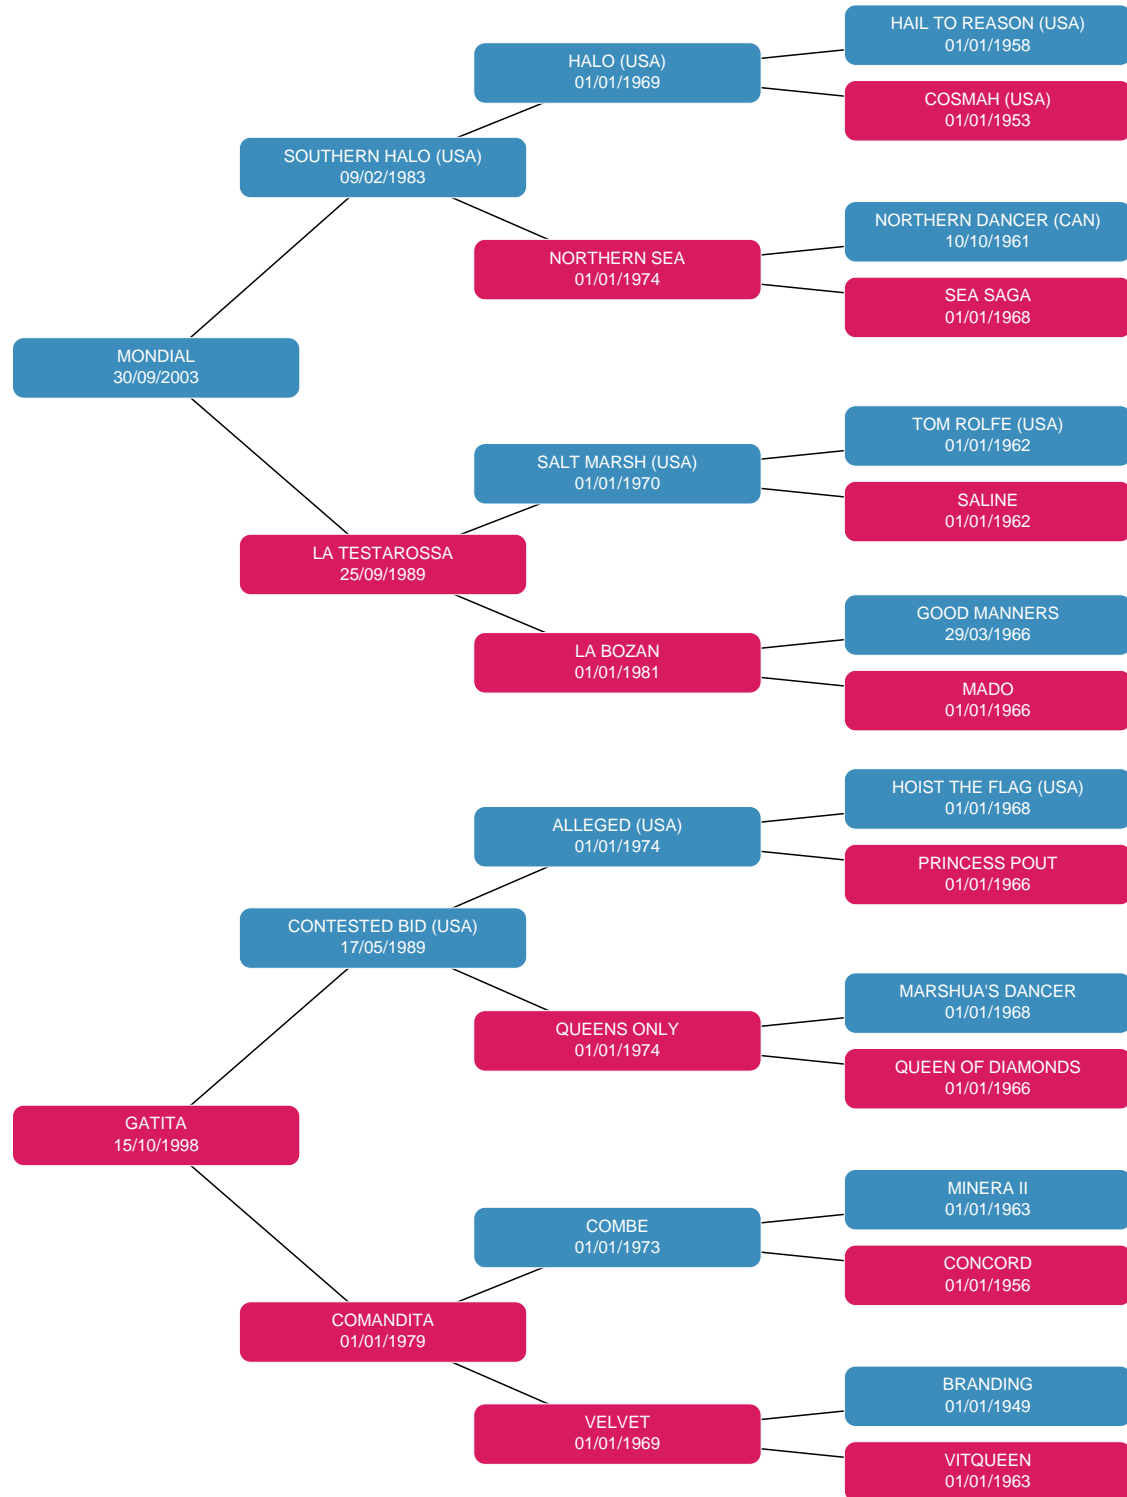 HAIL TO REASON (USA)
01/01/1958
HALO (USA)
01/01/1969
COSMAH (USA)
01/01/1953
SOUTHERN HALO (USA)
09/02/1983
NORTHERN DANCER (CAN)
10/10/1961
NORTHERN SEA
01/01/1974
SEA SAGA
01/01/1968
MONDIAL
30/09/2003
TOM ROLFE (USA)
01/01/1962
SALT MARSH (USA)
01/01/1970
SALINE
01/01/1962
LA TESTAROSSA
25/09/1989
GOOD MANNERS
29/03/1966
LA BOZAN
01/01/1981
MADO
01/01/1966
HOIST THE FLAG (USA)
01/01/1968
ALLEGED (USA)
01/01/1974
PRINCESS POUT
01/01/1966
CONTESTED BID (USA)
17/05/1989
MARSHUA'S DANCER
01/01/1968
QUEENS ONLY
01/01/1974
QUEEN OF DIAMONDS
01/01/1966
GATITA
15/10/1998
MINERA II
01/01/1963
COMBE
01/01/1973
CONCORD
01/01/1956
COMANDITA
01/01/1979
BRANDING
01/01/1949
VELVET
01/01/1969
VITQUEEN
01/01/1963